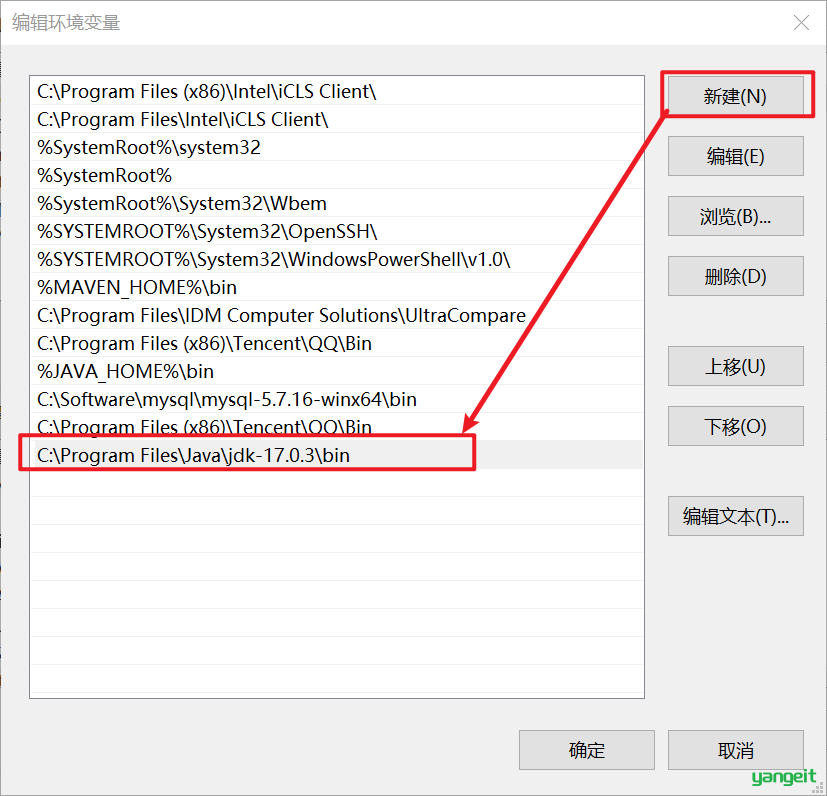 编辑环境变量
C:\Program Files (x86)\Intel\iCLS Client\
C:\Program Files\Intel\iCLS Client\
%SystemRoot%\system32
%SystemRoot%
%SystemRoot%\System32\Wbem
%SYSTEMROOT%\System32\OpenSSH\
%SYSTEMROOT%\System32\WindowsPowerShell\v1.0\
%MAVEN_HOME%\bin
C:\Program Files\IDM Computer Solutions\UltraCompare
C:\Program Files (x86)\Tencent\QQ\Bin
%JAVA_HOME%\bin
C:\Software\mysql\mysql-5.7.16-winx64\bin
C:\Program Files (x86)\Tencent\QQ\Bin
C:\Program Files\Java\jdk-17.0.3\bin
新建(N)
编辑(E)
浏览(B)...
删除(D)
上移(U)
下移(O)
编辑文本(T)...
确定
取消
yangeit